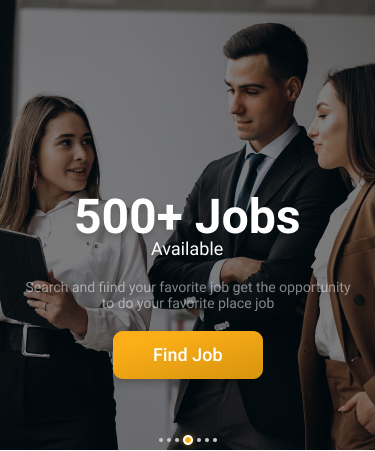 500+ Jobs
Available
Search and fiind your favorite job get the opportunity
to do your favorite place job
Find Job